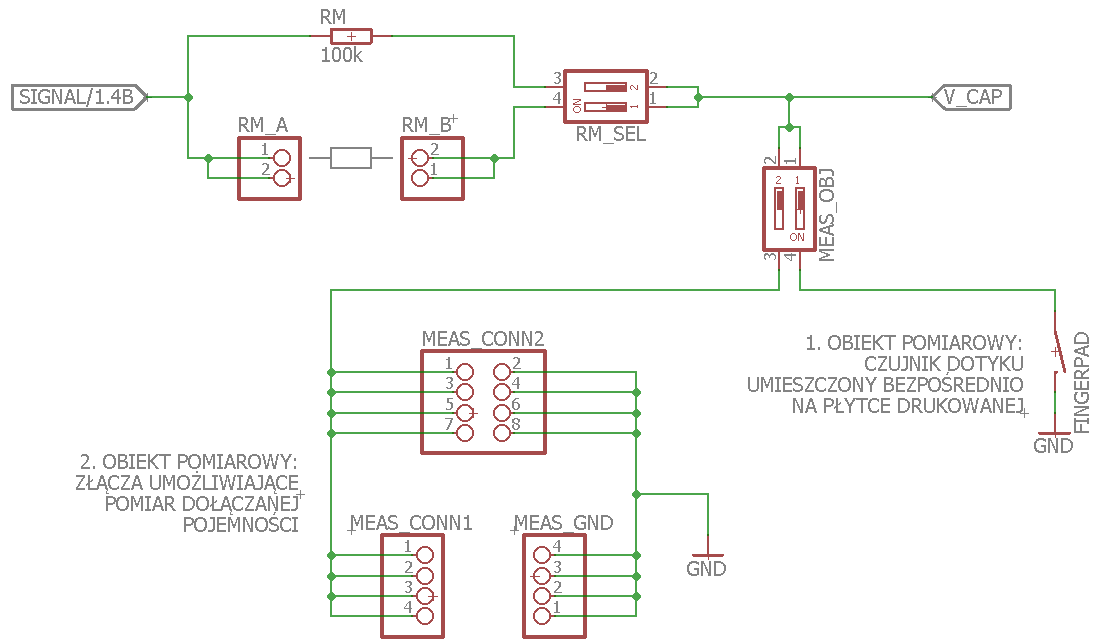 RM
100k
SIGNAL/1.4B
3
4
ON
2
1
2
1
RM_SEL
V_CAP
RM_A
1
2
RM_B
2
1
2
1
2
1
ON
3
4
MEAS_OBJ
MEAS_CONN2
1
3
5
7
2
4
6
8
1. OBIEKT POMIAROWY:
CZUJNIK DOTYKU
UMIESZCZONY BEZPOŚREDNIO
NA PŁYTCE DRUKOWANEJ
FINGERPAD
GND
2. OBIEKT POMIAROWY:
ZŁĄCZA UMOŻLIWIAJĄCE
POMIAR DOŁĄCZANEJ
POJEMNOŚCI
MEAS_CONN1
1
2
3
4
MEAS_GND
4
3
2
1
GND